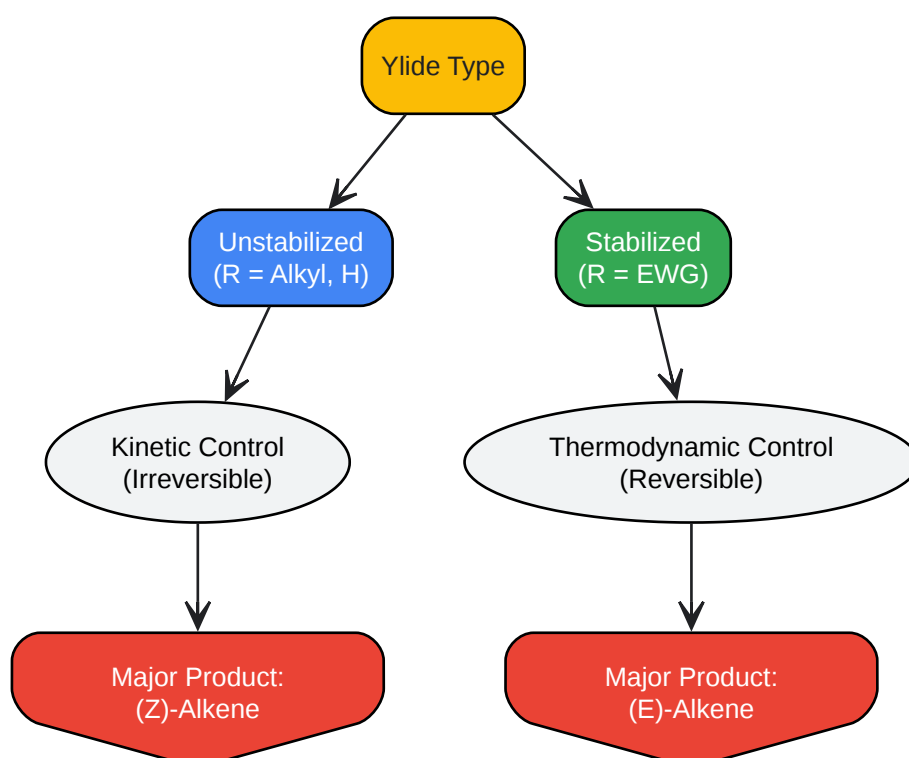 Ylide Type
Unstabilized
(R = Alkyl, H)
Stabilized
(R = EWG)
Kinetic Control
(Irreversible)
Thermodynamic Control
(Reversible)
Major Product:
(Z)-Alkene
Major Product:
(E)-Alkene